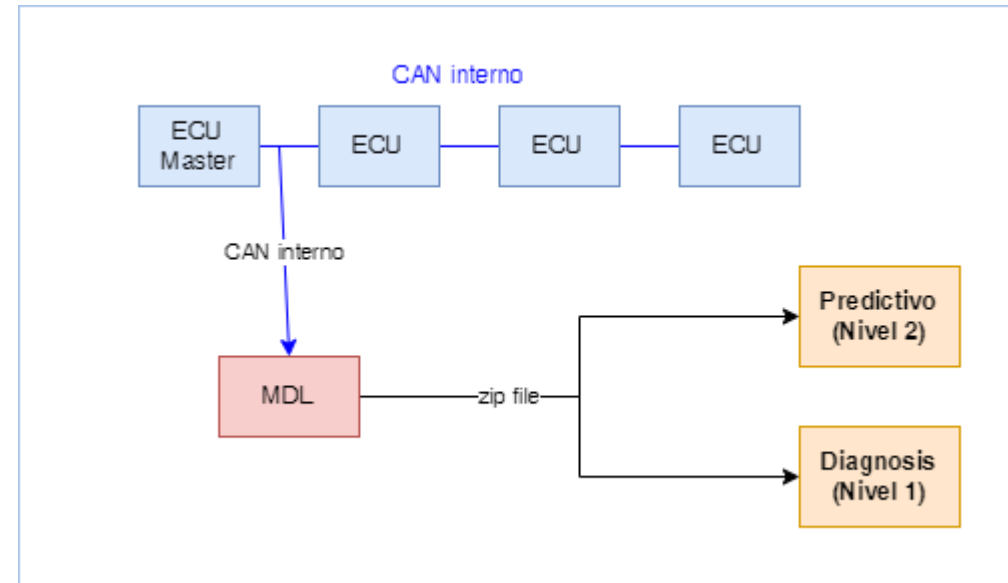 CAN interno
ECU
Master
ECU
ECU
ECU
CAN interno
Predictivo
(Nivel 2)
MDL
zip file
Diagnosis
(Nivel 1)